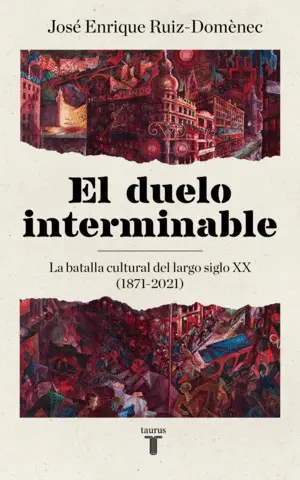 José Enrique Ruiz-Domènec
El duelo
interminable
La batalla cultural del largo siglo XX
(1871-2021)
taurus